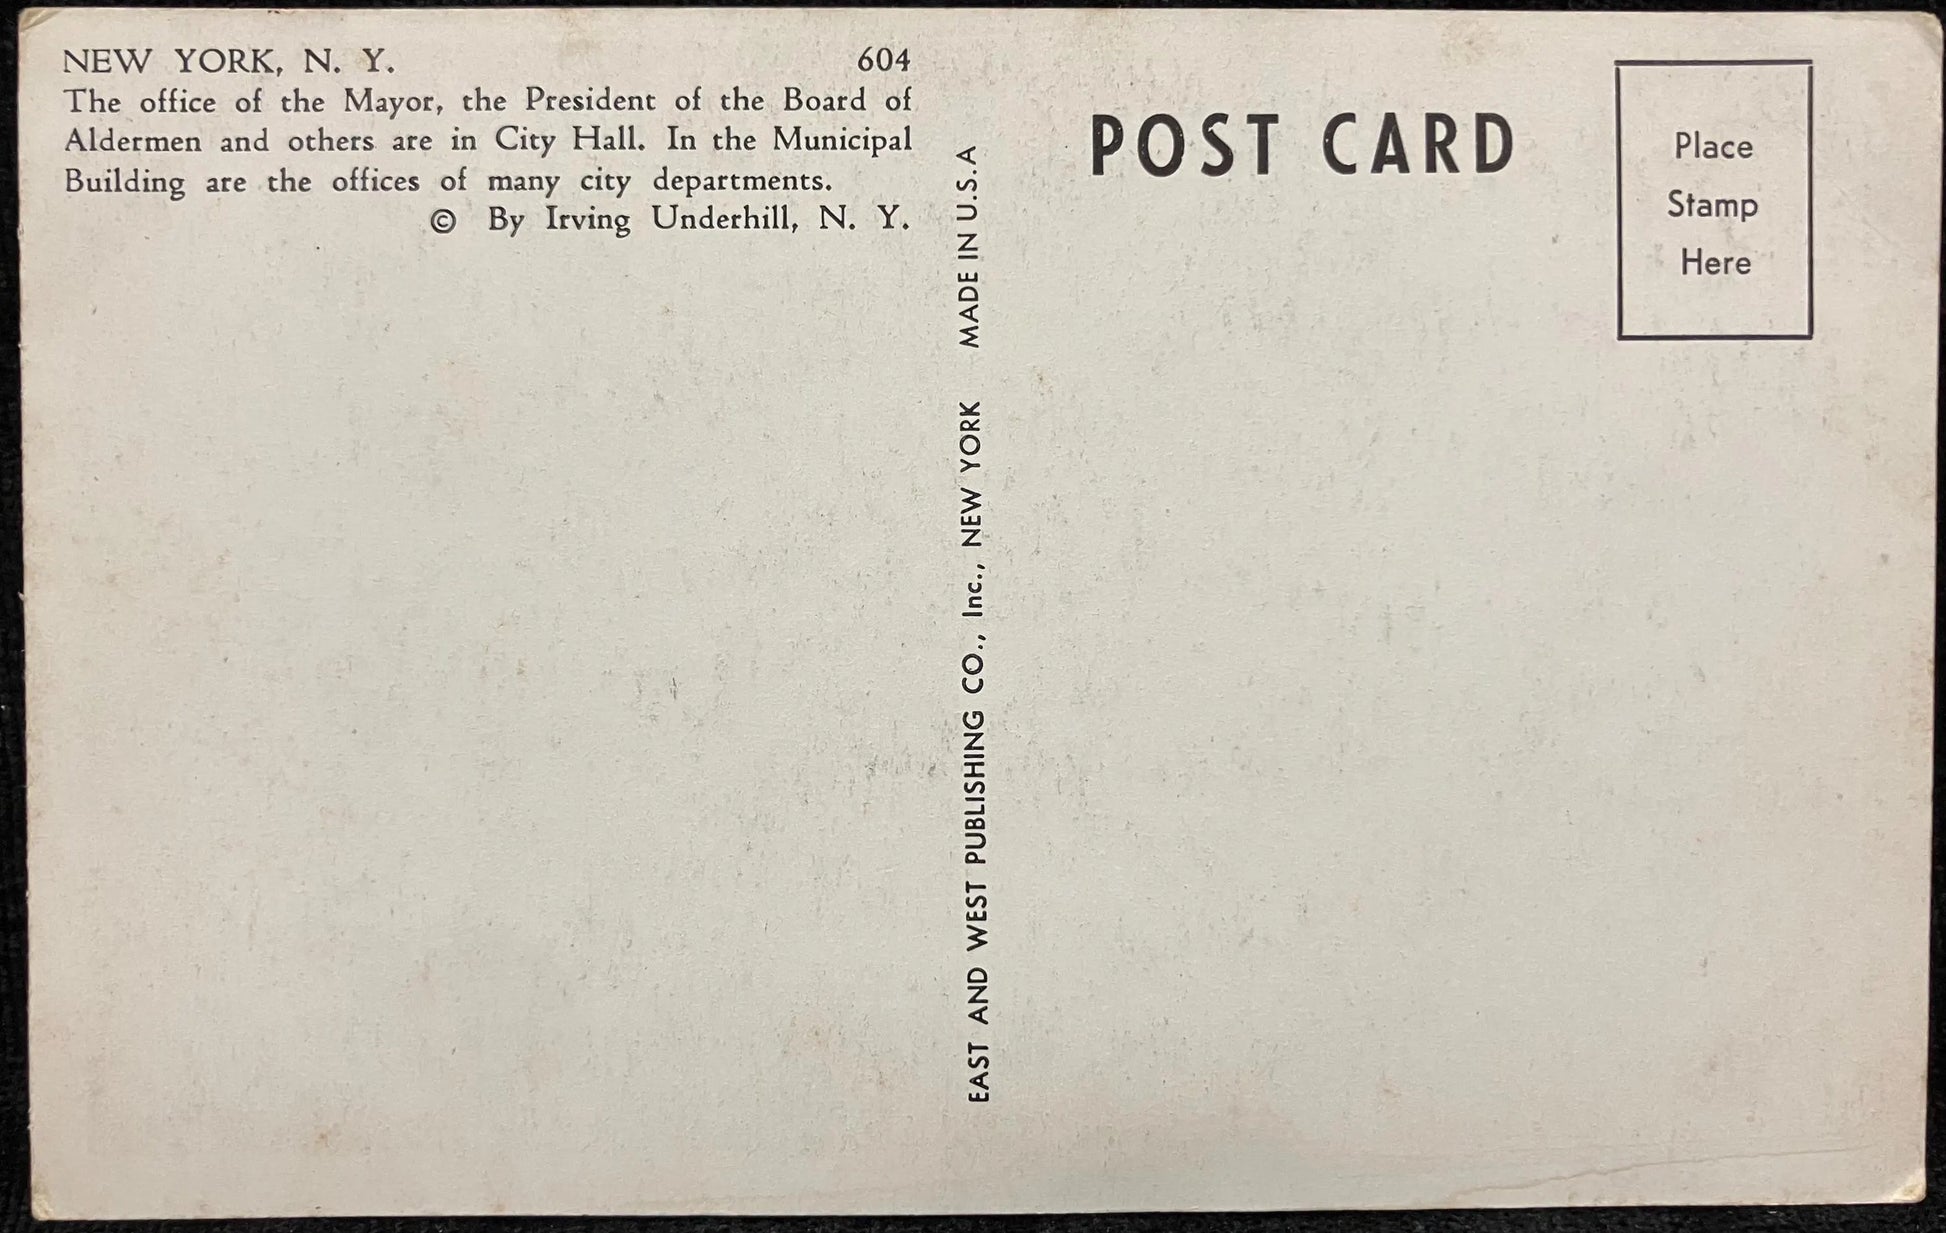 NEW YORK, N. Y. 604
The office of the Mayor, the President of the Board of
Aldermen and others are in City Hall. In the Municipal
Building are the offices of many city departments.
© By Irving Underhill, N. Y.
EAST AND WEST PUBLISHING CO., Inc., NEW YORK MADE IN U.S.A
POST CARD
Place
Stamp
Here